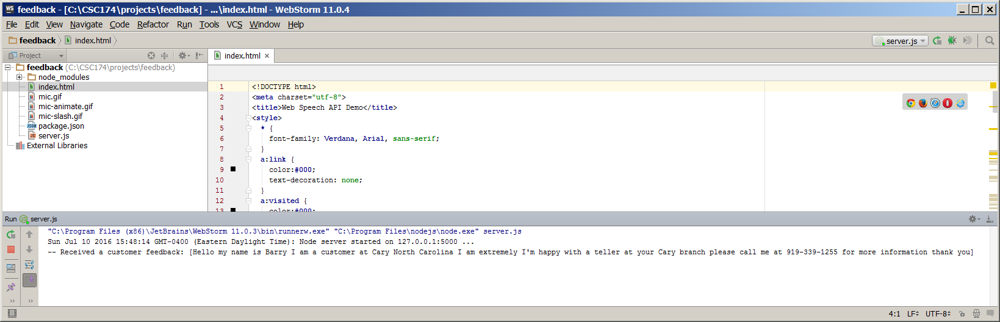 WS feedback - [C:\CSC174\projects\feedback] - ...\index.html - WebStorm 11.0.4
File Edit View Navigate Code Refactor Run Tools VCS Window Help
feedback index.html server.js
Project
index.html
feedback (C:\CSC174\projects\feedback)
node_modules
index.html
mic.gif
mic-animate.gif
mic-slash.gif
package.json
server.js
External Libraries
1 <!DOCTYPE html>
2 <meta charset="utf-8">
3 <title>Web Speech API Demo</title>
4 <style>
5 * {
6 font-family: Verdana, Arial, sans-serif;
7 }
8 a:link {
9 color:#000;
10 text-decoration: none;
11 }
12 a:visited {
13 color:#000;
Run server.js
"C:\Program Files (x86)\JetBrains\WebStorm 11.0.3\bin\runnerw.exe" "C:\Program Files\nodejs\node.exe" server.js
Sun Jul 10 2016 15:48:14 GMT-0400 (Eastern Daylight Time): Node server started on 127.0.0.1:5000 ...
-- Received a customer feedback: [Hello my name is Barry I am a customer at Cary North Carolina I am extremely I'm happy with a teller at your Cary branch please call me at 919-339-1255 for more information thank you]
4:1 LF UTF-8